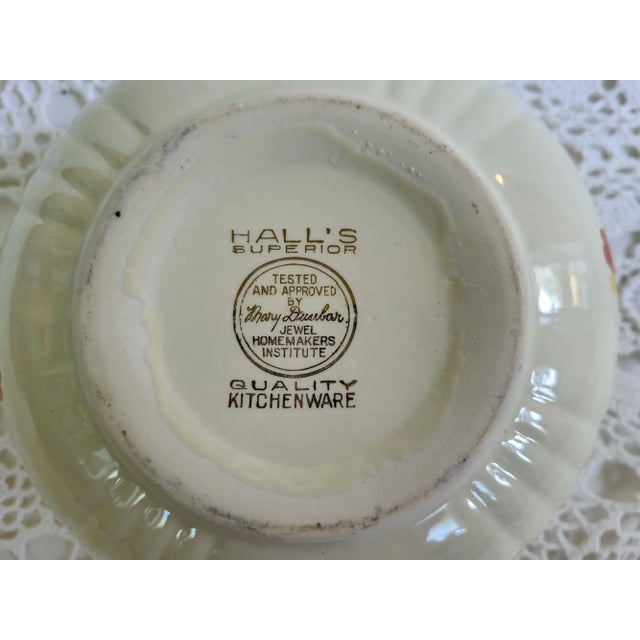 HALL'S
SUPERIOR
TESTED
AND APPROVED
BY
Mary Dunbar
JEWEL
HOMEMAKERS
INSTITUTE
QUALITY
KITCHENWARE